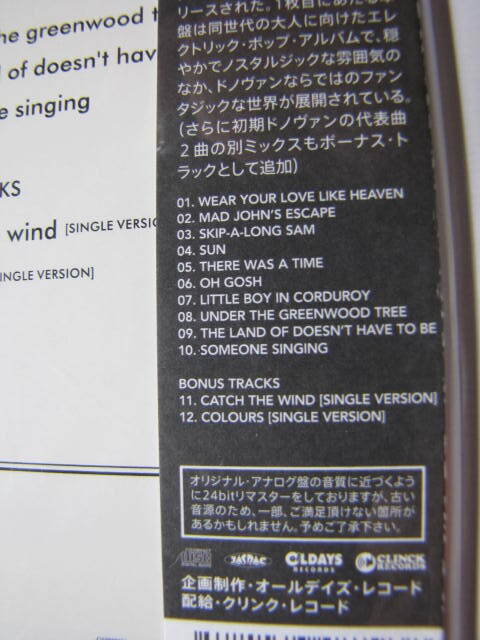 he greenwood t
l of doesn't hav
e singing
KS
wind [SINGLE VERSIO
INGLE VERSION]
リースされた。1枚目にあたる本
盤は同世代の大人に向けたエレ
クトリック・ポップ・アルバムで、穏
やかでノスタルジックな雰囲気の
なか、ドノヴァンならではのファン
タジックな世界が展開されている。
(さらに初期ドノヴァンの代表曲
2曲の別ミックスもボーナス・ト
ラックとして追加)
01. WEAR YOUR LOVE LIKE HEAVEN
02. MAD JOHN'S ESCAPE
03. SKIP-A-LONG SAM
04. SUN
05. THERE WAS A TIME
06. OH GOSH
07. LITTLE BOY IN CORDUROY
08. UNDER THE GREENWOOD TREE
09. THE LAND OF DOESN'T HAVE TO BE
10. SOMEONE SINGING
BONUS TRACKS
11. CATCH THE WIND [SINGLE VERSION]
12. COLOURS [SINGLE VERSION]
オリジナル・アナログ盤の音質に近づくよう
に24bitリマスターをしておりますが、古い
音源のため、一部、ご満足頂けない箇所が
があるかもしれません。予めご了承下さい。
JASRAC OLDAYS RECORDS CLINCK RECORDS
企画制作・オールデイズ・レコード
配給・クリンク・レコード